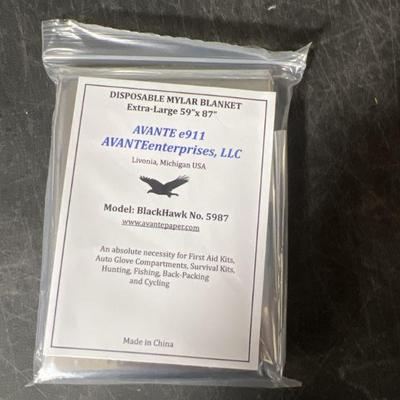 DISPOSABLE MYLAR BLANKET
Extra-Large 59"x 87"
AVANTE e911
AVANTEenterprises, LLC
Livonia, Michigan USA
Model: BlackHawk No. 5987
www.avantepaper.com
An absolute necessity for First Aid Kits,
Auto Glove Compartments, Survival Kits,
Hunting, Fishing, Back-Packing
and Cycling
Made in China